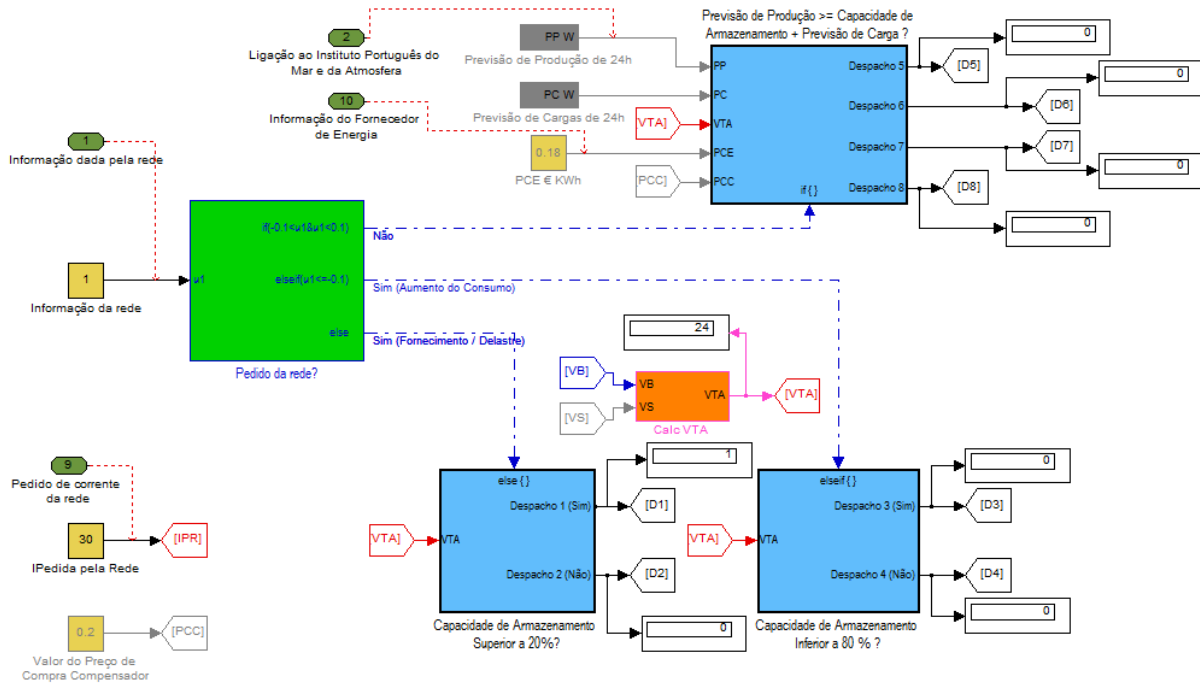 Previsão de Produção >= Capacidade de
Armazenamento + Previsão de Carga ?
2
Ligação ao Instituto Português do
Mar e da Atmosfera
PP W
Previsão de Produção de 24h
10
Informação do Fornecedor
de Energia
PC W
Previsão de Cargas de 24h
VTA]
0.18
PCE € KWh
PCC]
PP
PC
VTA
PCE
PCC
if { }
Despacho 5
Despacho 6
Despacho 7
Despacho 8
0
[D5]
0
[D6]
[D7]
0
[D8]
0
1
Informação dada pela rede
1
Informação da rede
u1
if(-0.1<u1&u1<0.1)
elseif(u1<=-0.1)
else
Pedido da rede?
Não
Sim (Aumento do Consumo)
Sim (Fornecimento / Delastre)
24
[VB]
[VS]
VB
VS
VTA
Calc VTA
[VTA]
9
Pedido de corrente
da rede
30
IPedida pela Rede
[IPR]
0.2
Valor do Preço de
Compra Compensador
[PCC]
VTA]
else { }
VTA
Despacho 1 (Sim)
Despacho 2 (Não)
Capacidade de Armazenamento
Superior a 20%?
1
[D1]
[D2]
0
VTA]
elseif { }
VTA
Despacho 3 (Sim)
Despacho 4 (Não)
Capacidade de Armazenamento
Inferior a 80 % ?
0
[D3]
[D4]
0